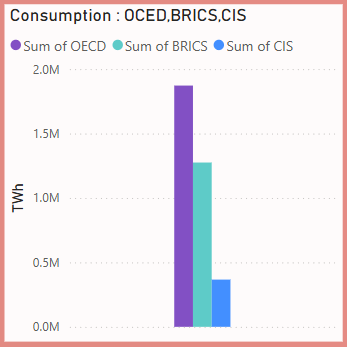 Consumption : OCED,BRICS,CIS
Sum of OECD Sum of BRICS Sum of CIS
2.0M
1.5M
1.0M
0.5M
0.0M
TWh